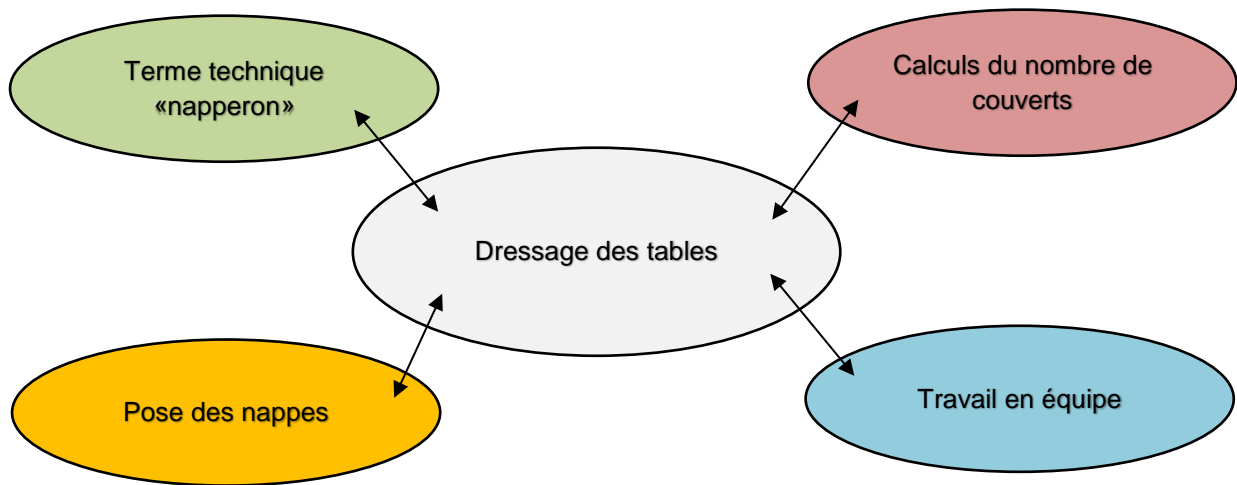 Terme technique
«napperon»
Calculs du nombre de
couverts
Dressage des tables
Pose des nappes
Travail en équipe